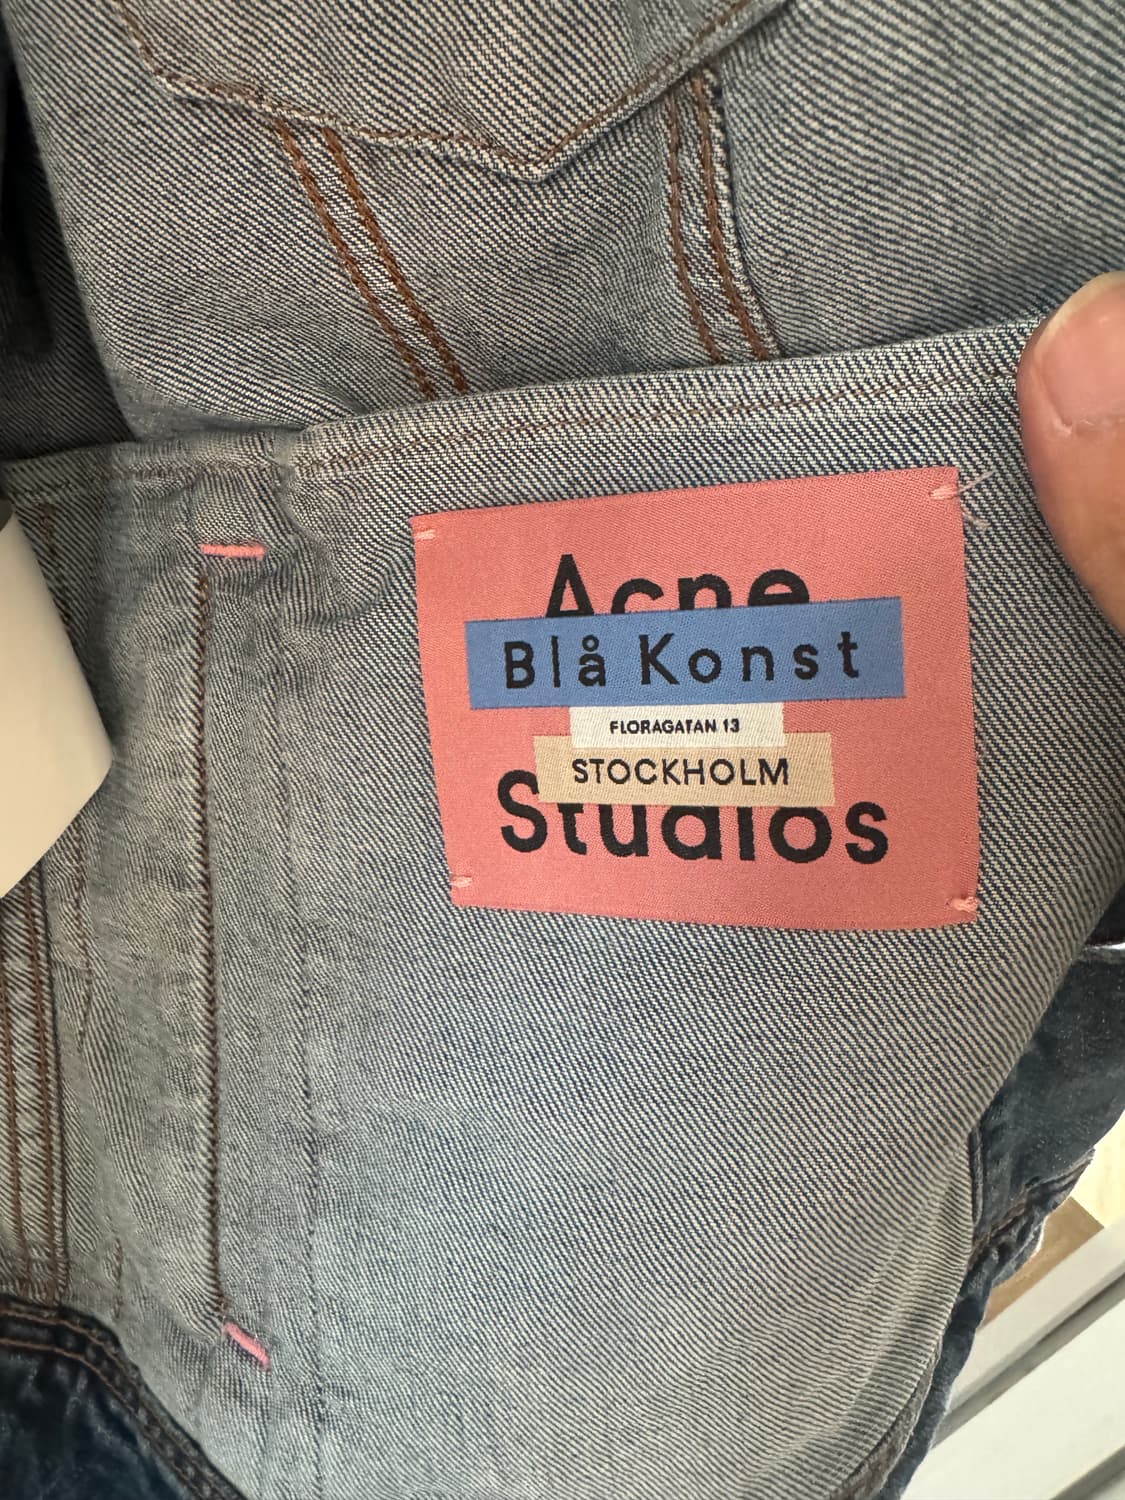 Acne
Blå Konst
FLORAGATAN 13
STOCKHOLM
Studios